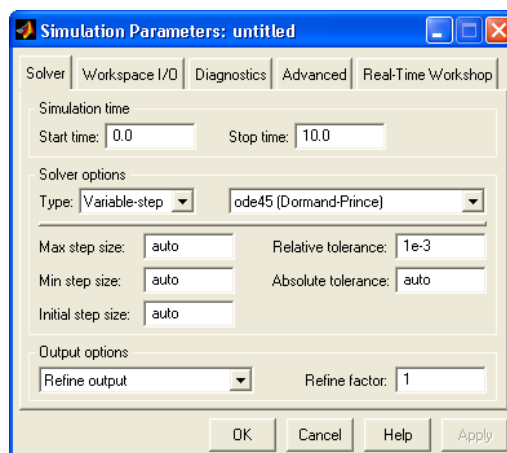 Simulation Parameters: untitled
Solver Workspace I/O Diagnostics Advanced Real-Time Workshop
Simulation time
Start time: 0.0 Stop time: 10.0
Solver options
Type: Variable-step ode45 (Dormand-Prince)
Max step size: auto Relative tolerance: 1e-3
Min step size: auto Absolute tolerance: auto
Initial step size: auto
Output options
Refine output Refine factor: 1
OK Cancel Help Apply